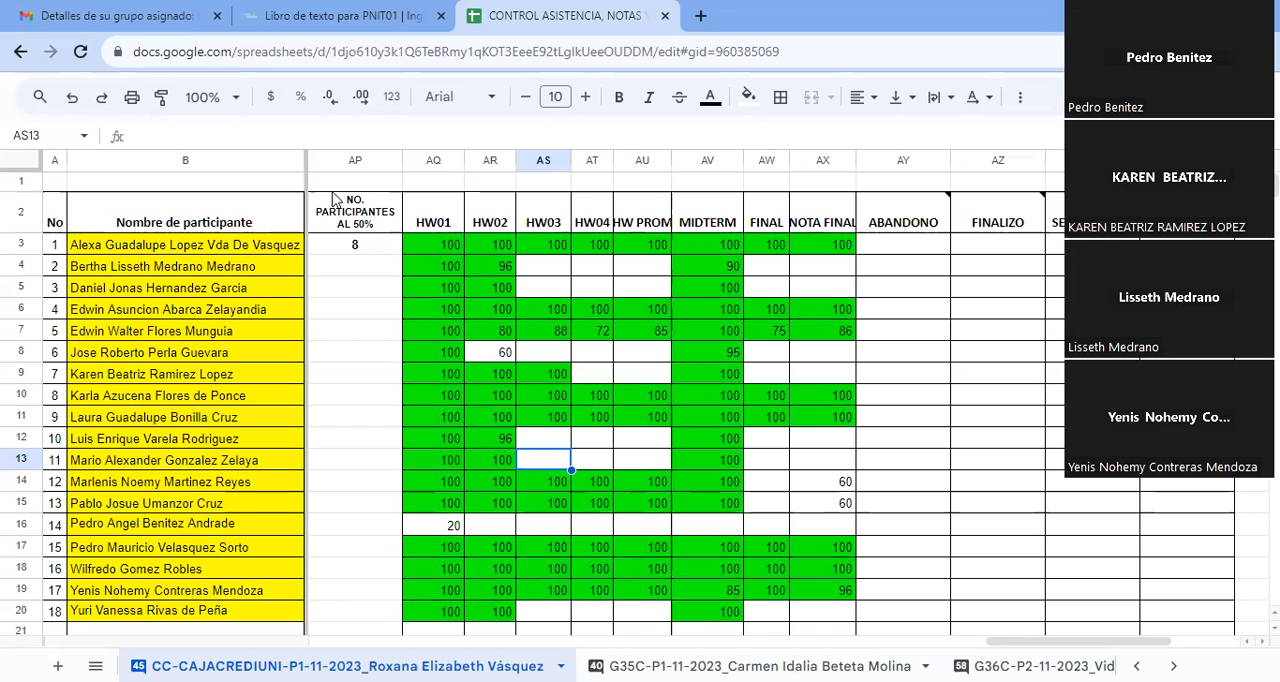 Detalles de su grupo asignado:
Libro de texto para PNIT01 | Ing
CONTROL ASISTENCIA, NOTAS Y
docs.google.com/spreadsheets/d/1djo610y3k1Q6TeBRmy1qKOT3EeeE92tLglkUeeOUDDM/edit#gid=960385069
100% $ % .0 .00 123 Arial 10 B I A
AS13
A B AP AQ AR AS AT AU AV AW AX AY AZ
1
2 No Nombre de participante NO. PARTICIPANTES AL 50% HW01 HW02 HW03 HW04 HW PROM MIDTERM FINAL NOTA FINAL ABANDONO FINALIZO SE
3 1 Alexa Guadalupe Lopez Vda De Vasquez 8 100 100 100 100 100 100 100 100
4 2 Bertha Lisseth Medrano Medrano 100 96 90
5 3 Daniel Jonas Hernandez Garcia 100 100 100
6 4 Edwin Asuncion Abarca Zelayandia 100 100 100 100 100 100 100 100
7 5 Edwin Walter Flores Munguia 100 80 88 72 85 100 75 86
8 6 Jose Roberto Perla Guevara 100 60 95
9 7 Karen Beatriz Ramirez Lopez 100 100 100 100
10 8 Karla Azucena Flores de Ponce 100 100 100 100 100 100 100 100
11 9 Laura Guadalupe Bonilla Cruz 100 100 100 100 100 100 100 100
12 10 Luis Enrique Varela Rodriguez 100 96 100
13 11 Mario Alexander Gonzalez Zelaya 100 100 100
14 12 Marlenis Noemy Martinez Reyes 100 100 100 100 100 100 60
15 13 Pablo Josue Umanzor Cruz 100 100 100 100 100 100 60
16 14 Pedro Angel Benitez Andrade 20
17 15 Pedro Mauricio Velasquez Sorto 100 100 100 100 100 100 100 100
18 16 Wilfredo Gomez Robles 100 100 100 100 100 100 100 100
19 17 Yenis Nohemy Contreras Mendoza 100 100 100 100 100 85 100 96
20 18 Yuri Vanessa Rivas de Peña 100 100 100
21
45 CC-CAJACREDIUNI-P1-11-2023_Roxana Elizabeth Vásquez
40 G35C-P1-11-2023_Carmen Idalia Beteta Molina
58 G36C-P2-11-2023_Vid
Pedro Benitez
Pedro Benitez
KAREN BEATRIZ...
KAREN BEATRIZ RAMIREZ LOPEZ
Lisseth Medrano
Lisseth Medrano
Yenis Nohemy Co...
Yenis Nohemy Contreras Mendoza